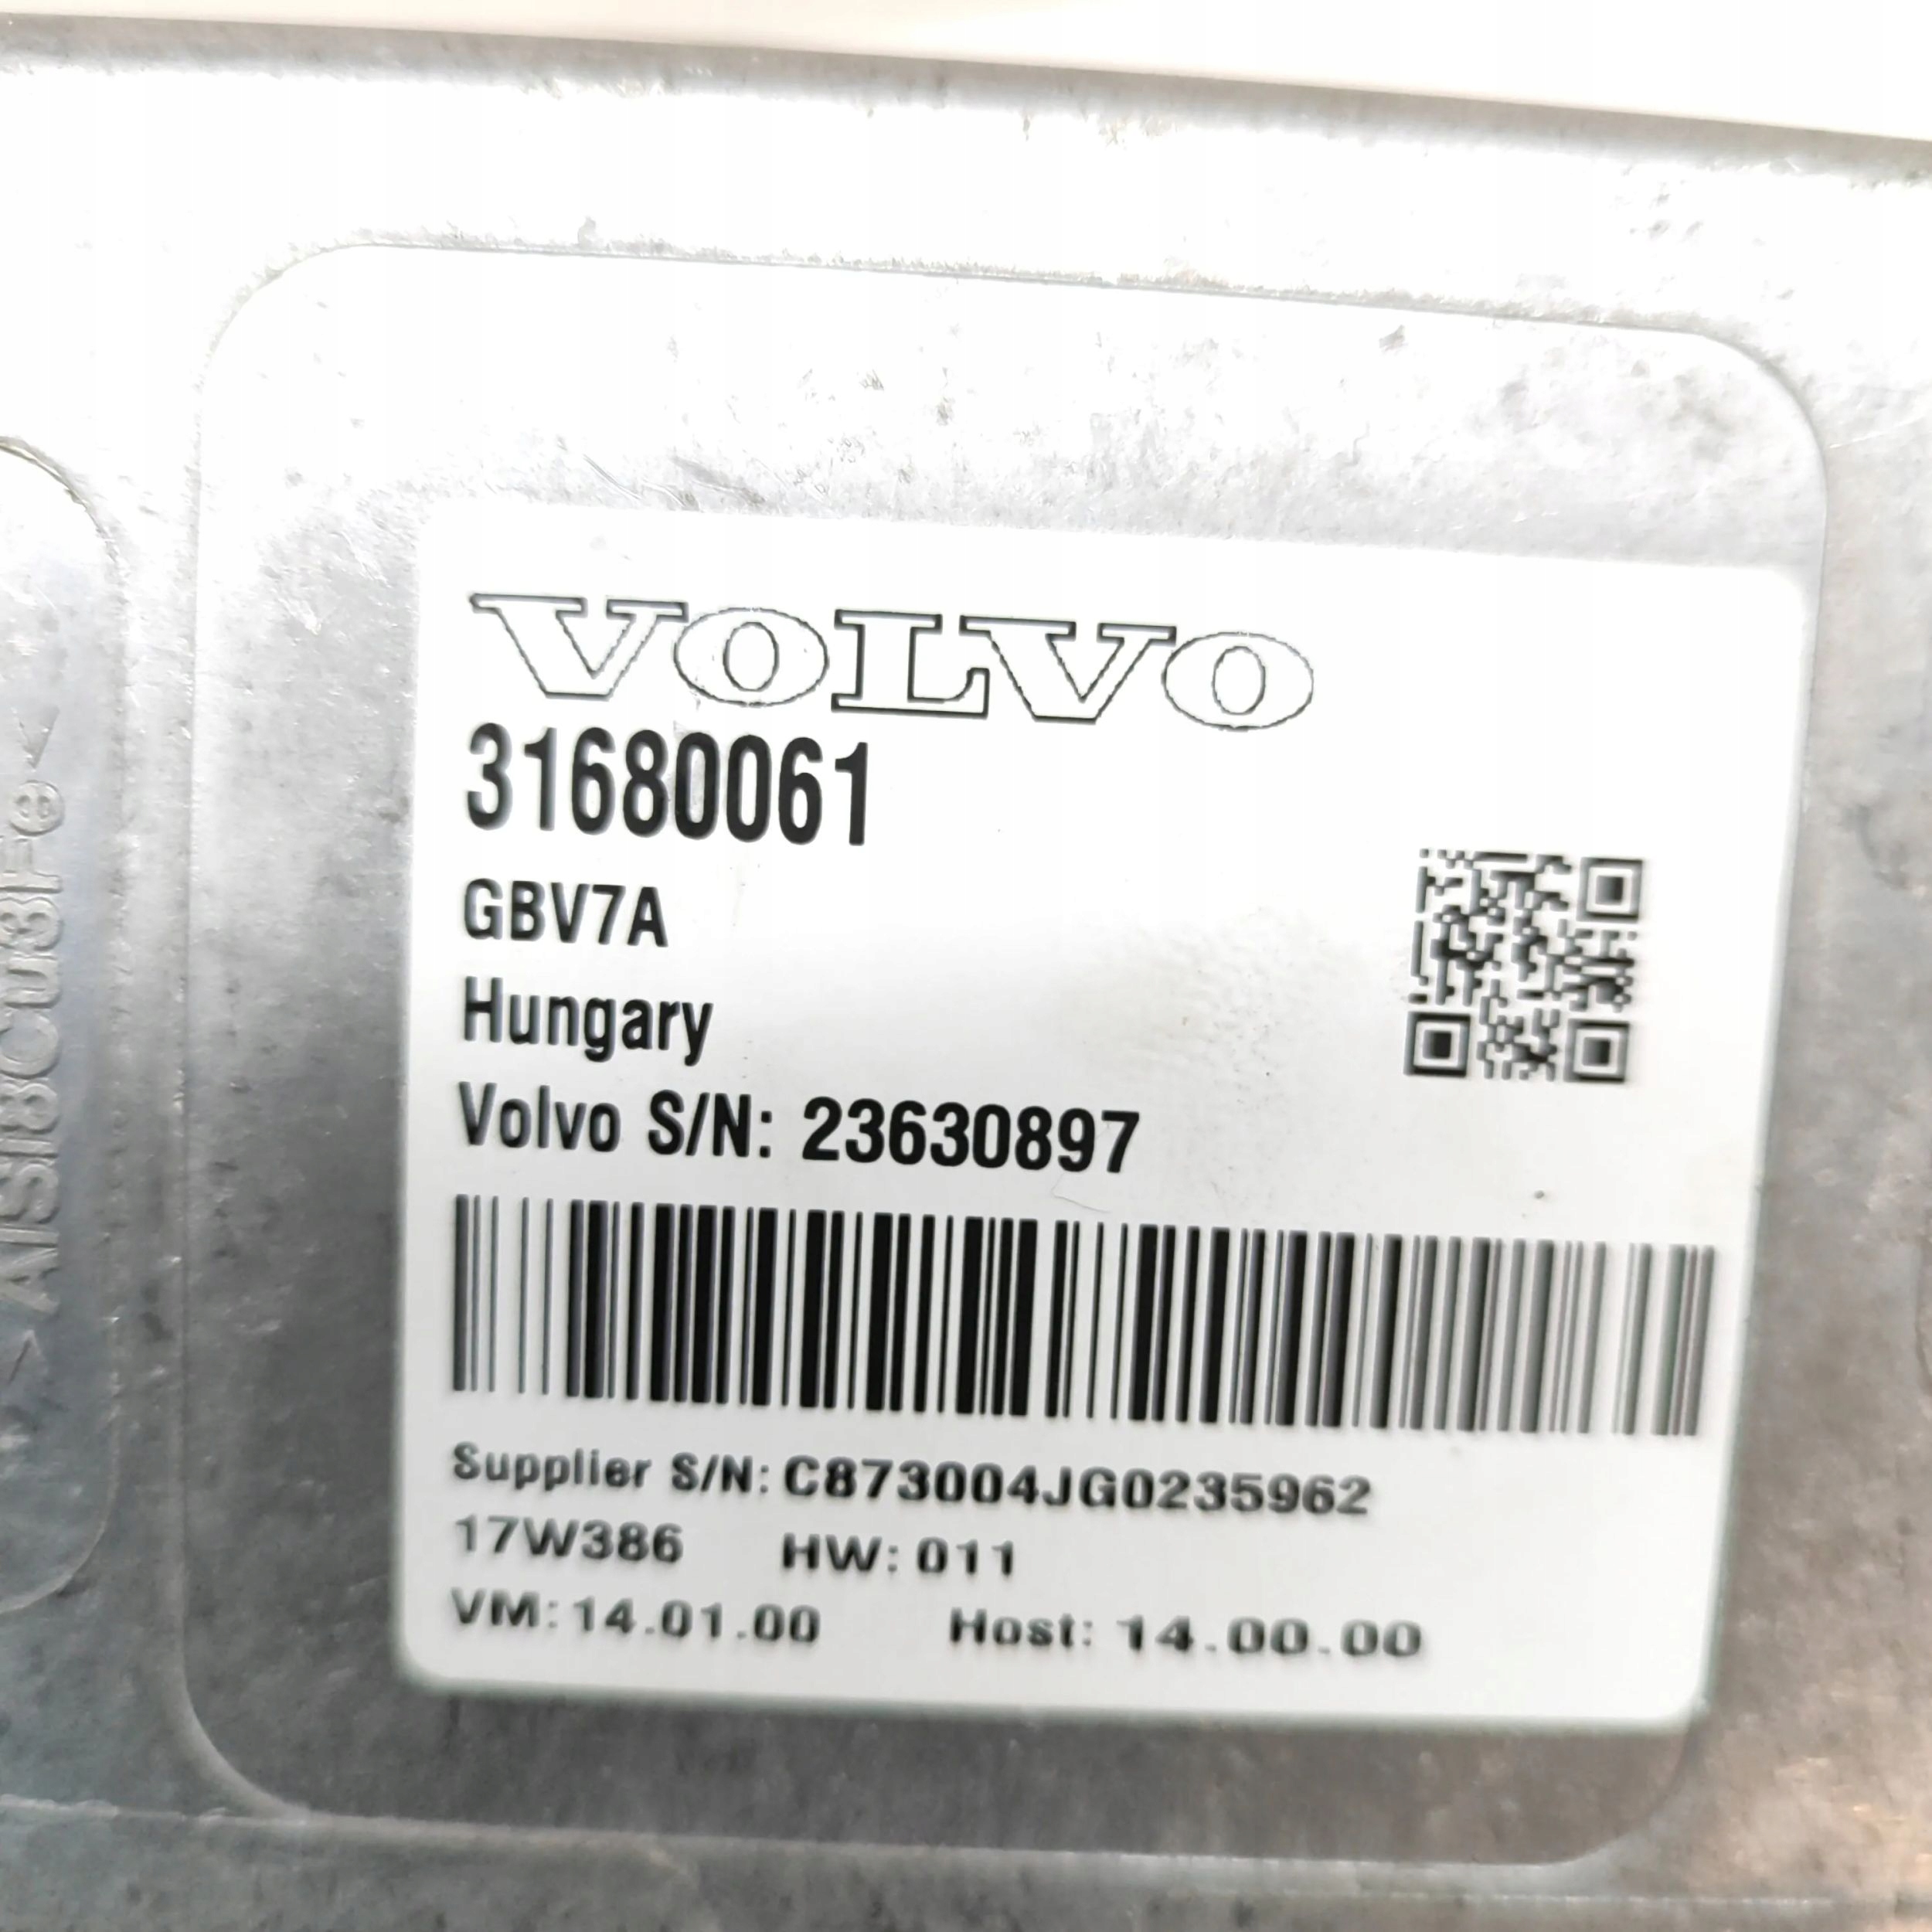 VOLVO
31680061
GBV7A
Hungary
Volvo S/N: 23630897
Supplier S/N: C873004JG0235962
17W386 HW: 011
VM: 14.01.00 Host: 14.00.00
>AlSi8Cu3Fe<